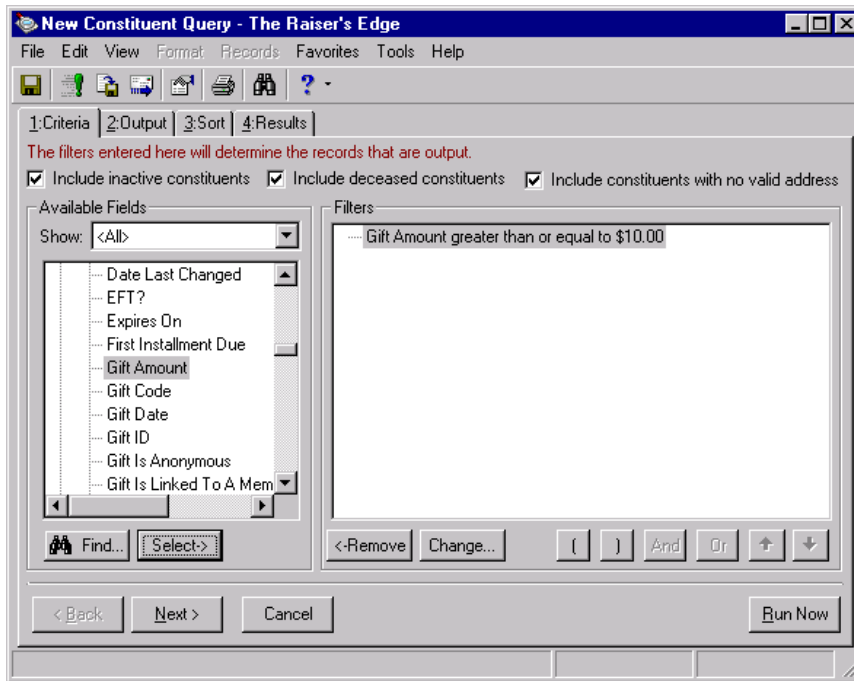 New Constituent Query - The Raiser's Edge
File Edit View Format Records Favorites Tools Help
?
1:Criteria 2:Output 3:Sort 4:Results
The filters entered here will determine the records that are output.
Include inactive constituents Include deceased constituents Include constituents with no valid address
Available Fields
Show: <All>
Date Last Changed
EFT?
Expires On
First Installment Due
Gift Amount
Gift Code
Gift Date
Gift ID
Gift Is Anonymous
Gift Is Linked To A Mem
Find... Select->
Filters
Gift Amount greater than or equal to $10.00
<-Remove Change... ( ) And Or
< Back Next > Cancel Run Now